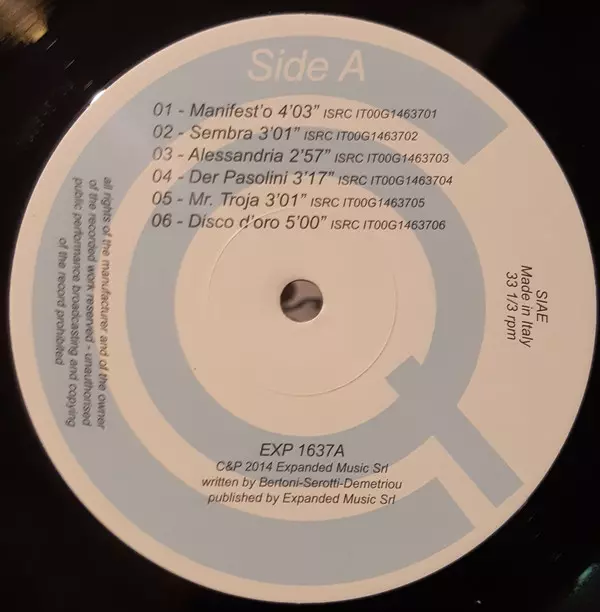 Side A
01 - Manifest'o 4'03" ISRC IT00G1463701
02 - Sembra 3'01" ISRC IT00G1463702
03 - Alessandria 2'57" ISRC IT00G1463703
04 - Der Pasolini 3'17" ISRC IT00G1463704
05 - Mr. Troja 3'01" ISRC IT00G1463705
06 - Disco d'oro 5'00" ISRC IT00G1463706
all rights of the manufacturer and of the owner
of the recorded work reserved - unauthorised
public performance broadcasting and copying
of the record prohibited
SIAE
Made in Italy
33 1/3 rpm
EXP 1637A
C&P 2014 Expanded Music Srl
written by Bertoni-Serotti-Demetriou
published by Expanded Music Srl